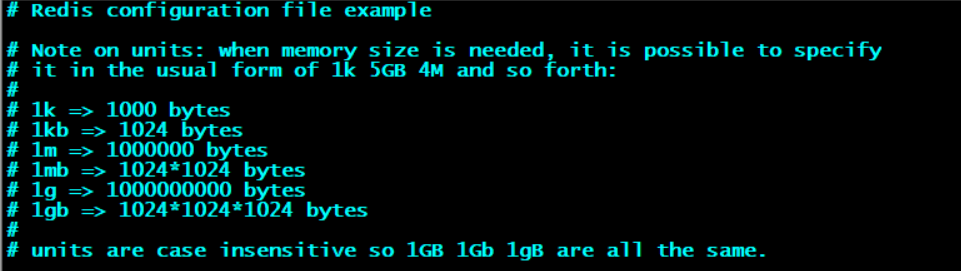 # Redis configuration file example
# Note on units: when memory size is needed, it is possible to specify
# it in the usual form of 1k 5GB 4M and so forth:
#
# 1k => 1000 bytes
# 1kb => 1024 bytes
# 1m => 1000000 bytes
# 1mb => 1024*1024 bytes
# 1g => 1000000000 bytes
# 1gb => 1024*1024*1024 bytes
#
# units are case insensitive so 1GB 1Gb 1gB are all the same.